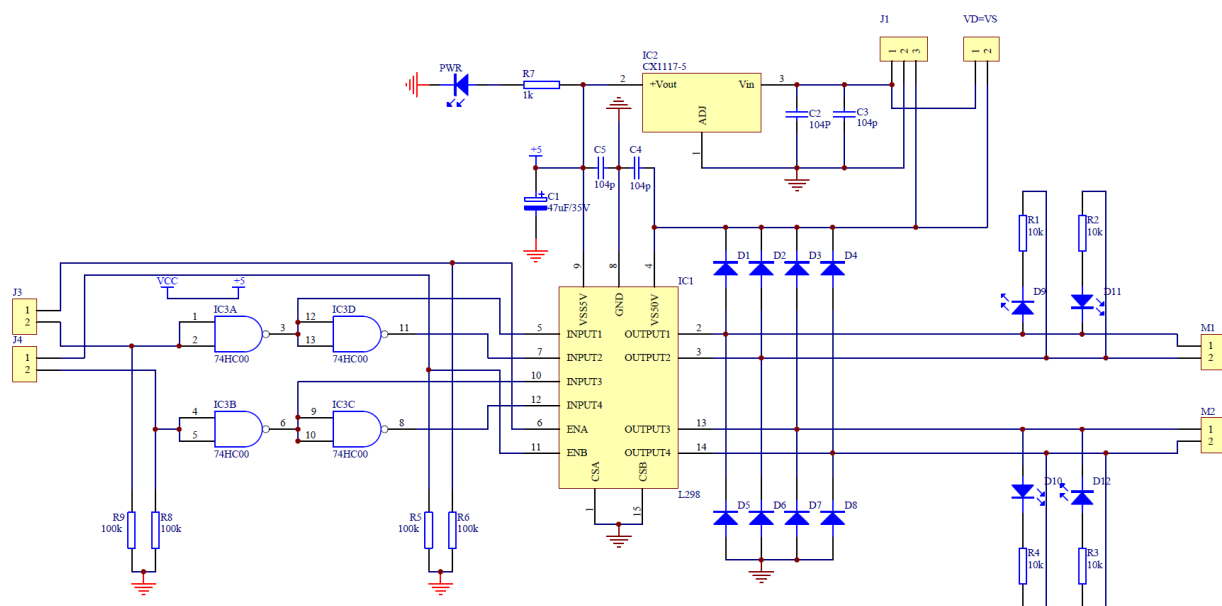 J1
VD=VS
1 2 3
1 2
IC2
CX1117-5
PWR
R7
1k
2
+Vout
Vin
3
ADJ
1
C2
104P
C3
104p
+5
C5
104p
C4
104p
C1
47uF/35V
R1
10k
R2
10k
D1
D2
D3
D4
9
8
4
IC1
VSS5V
GND
VS50V
D9
D11
VCC
+5
J3
1
2
IC3A
1
2
3
74HC00
IC3D
12
13
11
74HC00
5
INPUT1
OUTPUT1
2
7
INPUT2
OUTPUT2
3
M1
1
2
J4
1
2
10
INPUT3
12
INPUT4
IC3B
4
5
6
74HC00
IC3C
9
10
8
74HC00
6
ENA
OUTPUT3
13
11
ENB
OUTPUT4
14
M2
1
2
CSA
CSB
L298
1
15
D10
D12
R9
100k
R8
100k
R5
100k
R6
100k
D5
D6
D7
D8
R4
10k
R3
10k